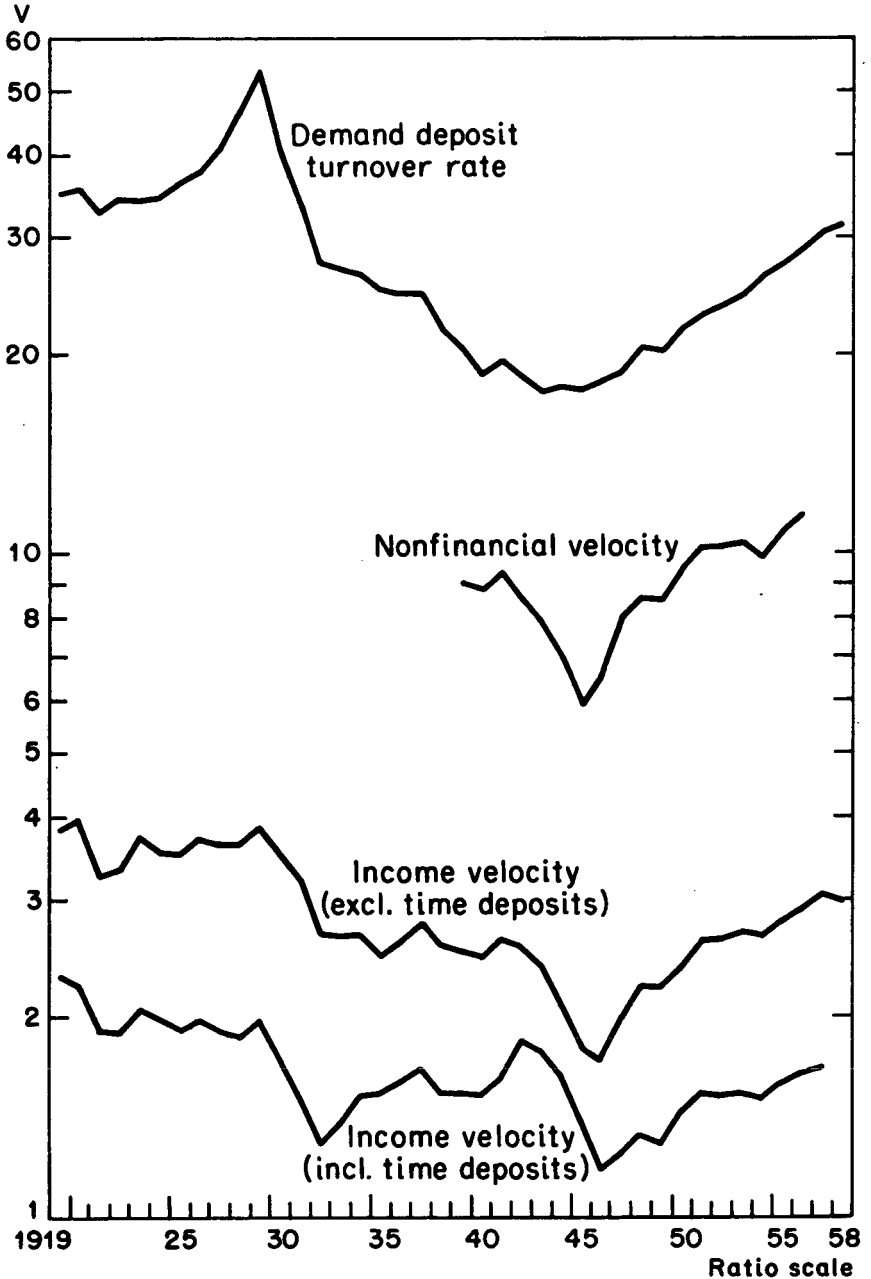 V
60
50
40
30
20
10
8
6
5
4
3
2
1
Demand deposit
turnover rate
Nonfinancial velocity
Income velocity
(excl. time deposits)
Income velocity
(incl. time deposits)
1919 25 30 35 40 45 50 55 58
Ratio scale